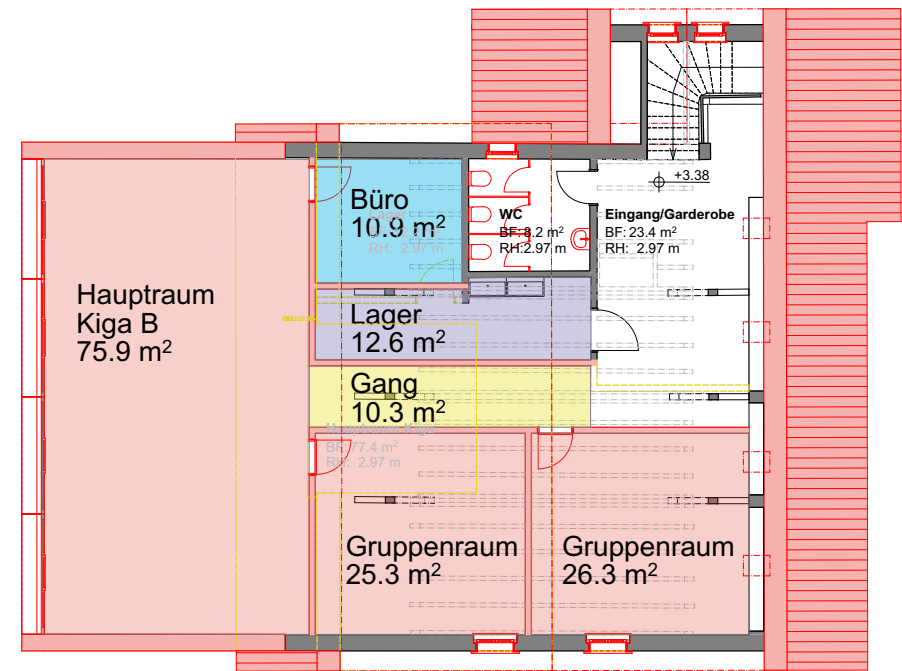 +3.38
Büro
10.9 m²
Lager
RH: 2.97 m
WC
BF: 8.2 m²
RH: 2.97 m
Eingang/Garderobe
BF: 23.4 m²
RH: 2.97 m
Hauptraum
Kiga B
75.9 m²
Lager
12.6 m²
Gang
10.3 m²
Hauptraum Kiga
BF: 77.4 m²
RH: 2.97 m
Gruppenraum
25.3 m²
Gruppenraum
26.3 m²